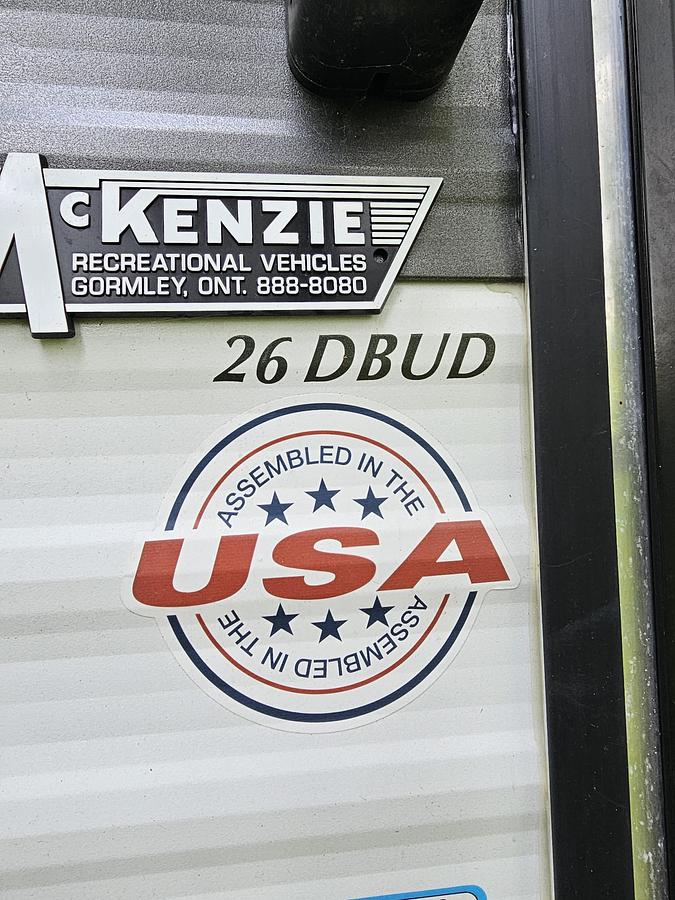 McKENZIE
RECREATIONAL VEHICLES
GORMLEY, ONT. 888-8080
26 DBUD
ASSEMBLED IN THE
USA
ASSEMBLED IN THE